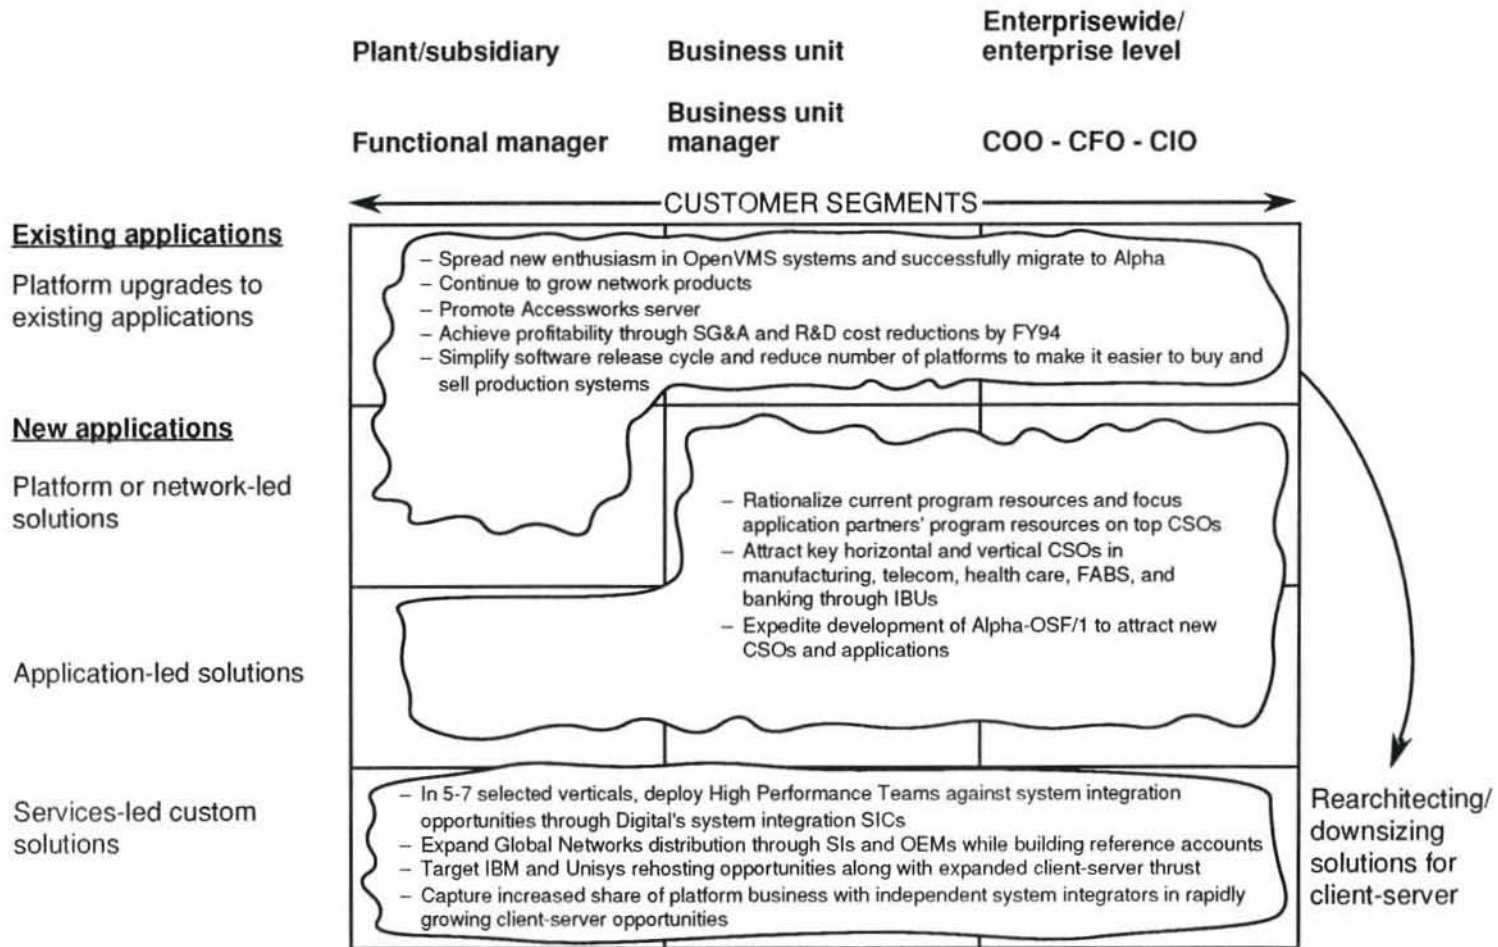 Plant/subsidiary
Business unit
Enterprisewide/
enterprise level
Functional manager
Business unit
manager
COO - CFO - CIO
CUSTOMER SEGMENTS
Existing applications
Platform upgrades to
existing applications
– Spread new enthusiasm in OpenVMS systems and successfully migrate to Alpha
– Continue to grow network products
– Promote Accessworks server
– Achieve profitability through SG&A and R&D cost reductions by FY94
– Simplify software release cycle and reduce number of platforms to make it easier to buy and
sell production systems
New applications
Platform or network-led
solutions
– Rationalize current program resources and focus
application partners' program resources on top CSOs
– Attract key horizontal and vertical CSOs in
manufacturing, telecom, health care, FABS, and
banking through IBUs
– Expedite development of Alpha-OSF/1 to attract new
CSOs and applications
Application-led solutions
Services-led custom
solutions
– In 5-7 selected verticals, deploy High Performance Teams against system integration
opportunities through Digital's system integration SICs
– Expand Global Networks distribution through SIs and OEMs while building reference accounts
– Target IBM and Unisys rehosting opportunities along with expanded client-server thrust
– Capture increased share of platform business with independent system integrators in rapidly
growing client-server opportunities
Rearchitecting/
downsizing
solutions for
client-server